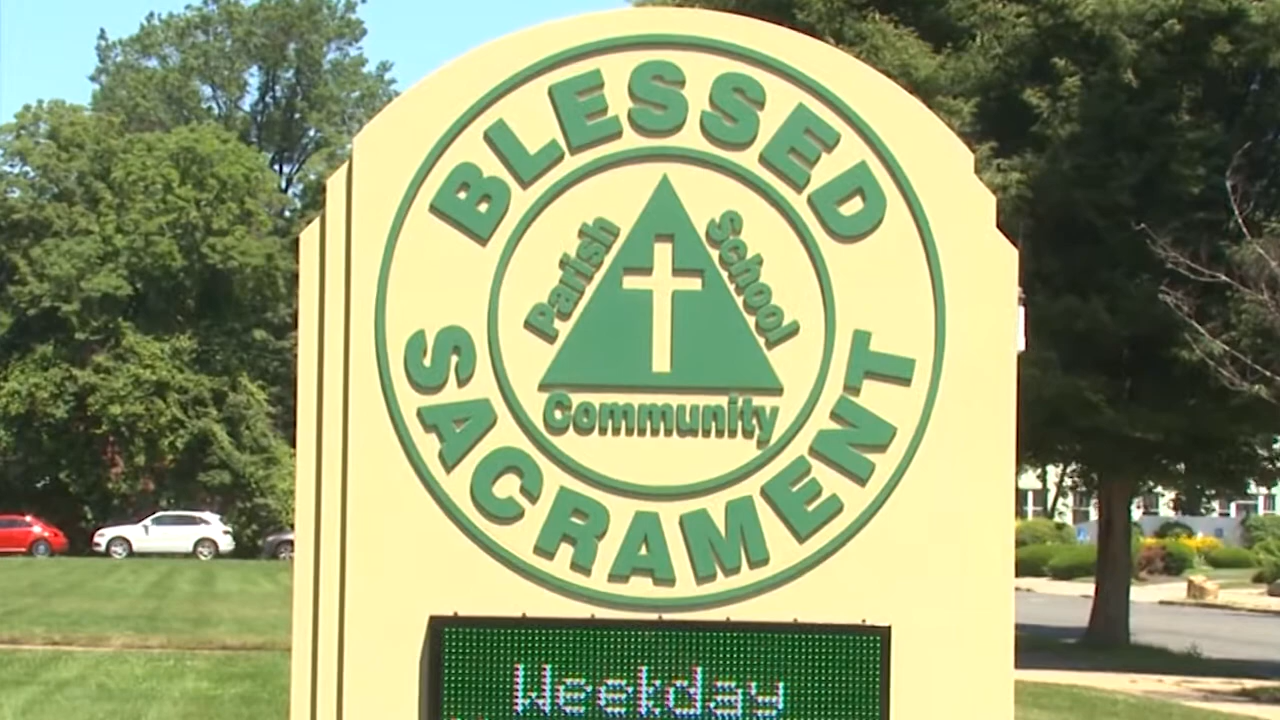 BLESSED
Parish
School
Community
SACRAMENT
Weekday